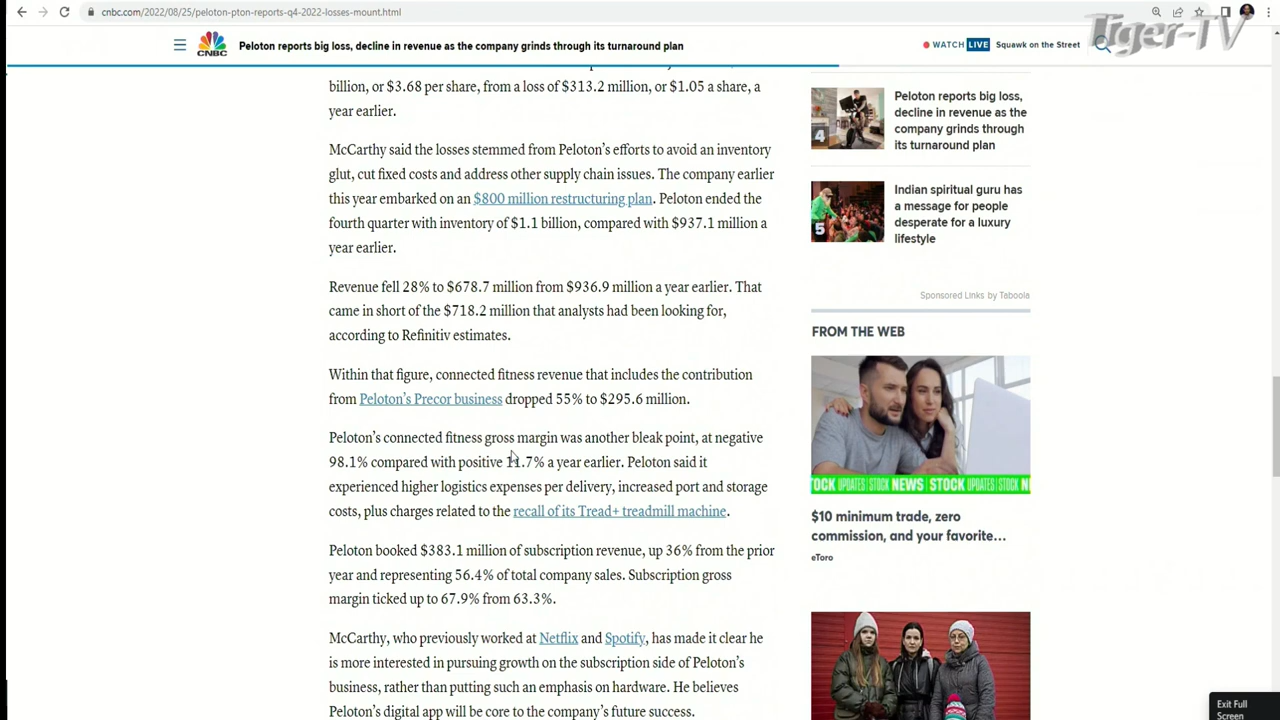 cnbc.com/2022/08/25/peloton-pton-reports-q4-2022-losses-mount.html
Tiger-TV
CNBC
Peloton reports big loss, decline in revenue as the company grinds through its turnaround plan
WATCH LIVE Squawk on the Street
billion, or $3.68 per share, from a loss of $313.2 million, or $1.05 a share, a
year earlier.
McCarthy said the losses stemmed from Peloton's efforts to avoid an inventory
glut, cut fixed costs and address other supply chain issues. The company earlier
this year embarked on an $800 million restructuring plan. Peloton ended the
fourth quarter with inventory of $1.1 billion, compared with $937.1 million a
year earlier.
Revenue fell 28% to $678.7 million from $936.9 million a year earlier. That
came in short of the $718.2 million that analysts had been looking for,
according to Refinitiv estimates.
Within that figure, connected fitness revenue that includes the contribution
from Peloton's Precor business dropped 55% to $295.6 million.
Peloton's connected fitness gross margin was another bleak point, at negative
98.1% compared with positive 11.7% a year earlier. Peloton said it
experienced higher logistics expenses per delivery, increased port and storage
costs, plus charges related to the recall of its Tread+ treadmill machine.
Peloton booked $383.1 million of subscription revenue, up 36% from the prior
year and representing 56.4% of total company sales. Subscription gross
margin ticked up to 67.9% from 63.3%.
McCarthy, who previously worked at Netflix and Spotify, has made it clear he
is more interested in pursuing growth on the subscription side of Peloton's
business, rather than putting such an emphasis on hardware. He believes
Peloton's digital app will be core to the company's future success.
4
Peloton reports big loss,
decline in revenue as the
company grinds through
its turnaround plan
5
Indian spiritual guru has
a message for people
desperate for a luxury
lifestyle
Sponsored Links by Taboola
FROM THE WEB
TOCK UPDATES STOCK NEWS STOCK UPDATES STOCK N
$10 minimum trade, zero
commission, and your favorite…
eToro
Exit Full
Screen